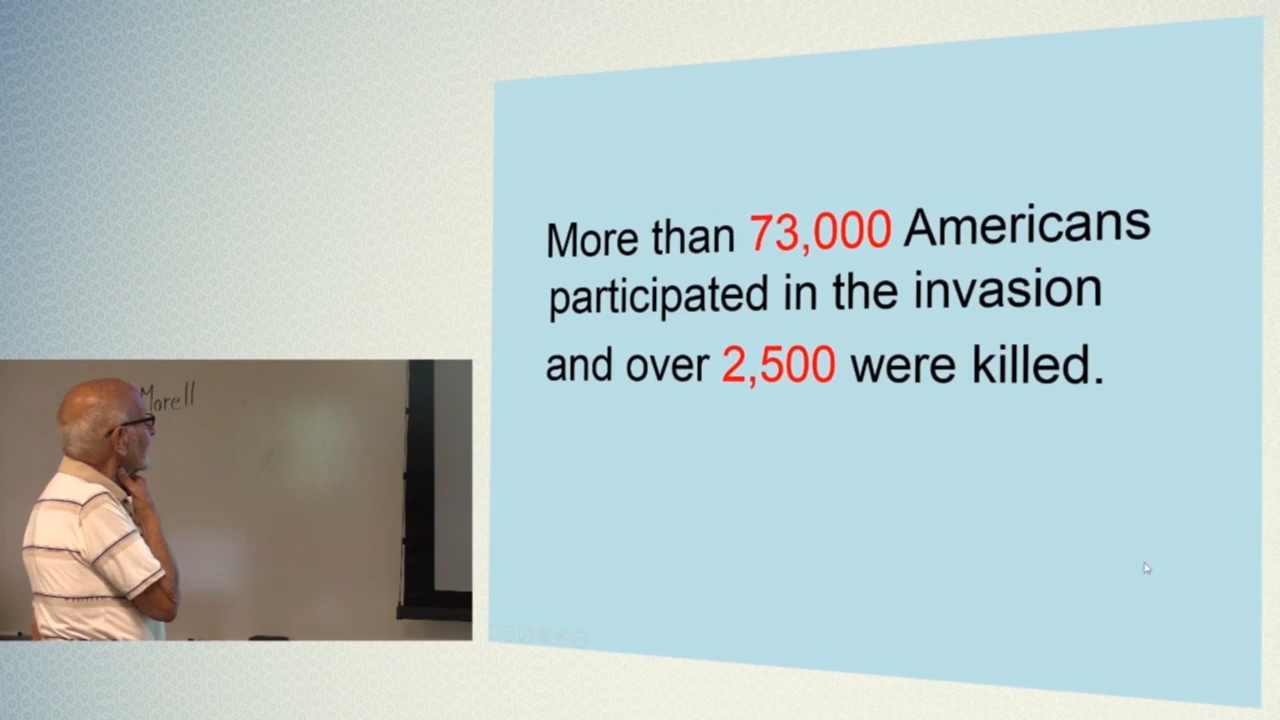 More than 73,000 Americans
participated in the invasion
and over 2,500 were killed.
Morell